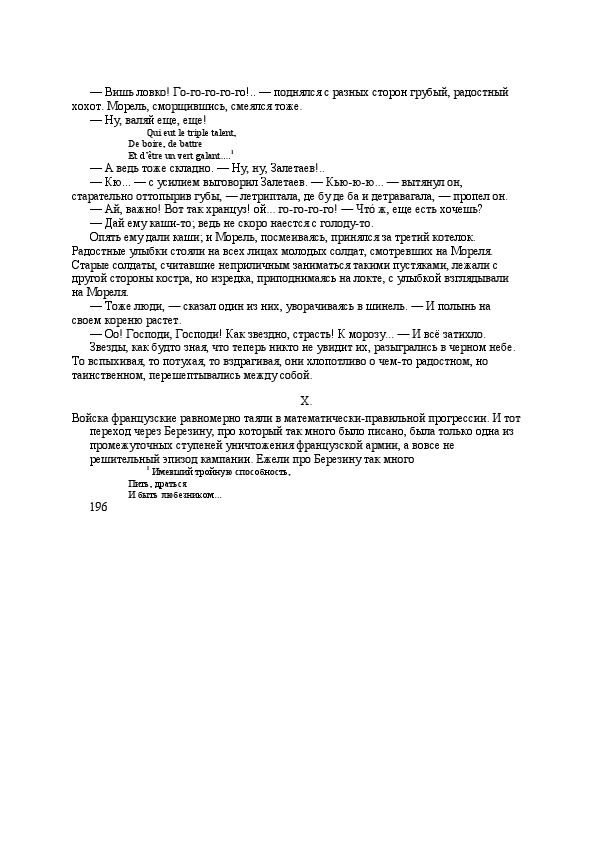 — Вишь ловко! Го-го-го-го-го!.. — поднялся с разных сторон грубый, радостный
хохот. Морель, сморщившись, смеялся тоже.
— Ну, валяй еще, еще!
Qui eut le triple talent,
De boire, de battre
Et d'être un vert galant....¹
— А ведь тоже складно. — Ну, ну, Залетаев!..
— Кю... — с усилием выговорил Залетаев. — Кью-ю-ю... — вытянул он,
старательно оттопырив губы, — летриптала, де бу де ба и детравагала, — пропел он.
— Ай, важно! Вот так хранцуз! ой... го-го-го-го! — Чтó ж, еще есть хочешь?
— Дай ему каши-то; ведь не скоро наестся с голоду-то.
Опять ему дали каши; и Морель, посмеиваясь, принялся за третий котелок.
Радостные улыбки стояли на всех лицах молодых солдат, смотревших на Мореля.
Старые солдаты, считавшие неприличным заниматься такими пустяками, лежали с
другой стороны костра, но изредка, приподнимаясь на локте, с улыбкой взглядывали
на Мореля.
— Тоже люди, — сказал один из них, уворачиваясь в шинель. — И полынь на
своем кореню растет.
— Оо! Господи, Господи! Как звездно, страсть! К морозу... — И всё затихло.
Звезды, как будто зная, что теперь никто не увидит их, разыгрались в черном небе.
То вспыхивая, то потухая, то вздрагивая, они хлопотливо о чем-то радостном, но
таинственном, перешептывались между собой.
X.
Войска французские равномерно таяли в математически-правильной прогрессии. И тот
переход через Березину, про который так много было писано, была только одна из
промежуточных ступеней уничтожения французской армии, а вовсе не
решительный эпизод кампании. Ежели про Березину так много
¹ Имевший тройную способность,
Пить, драться
И быть любезником...
196